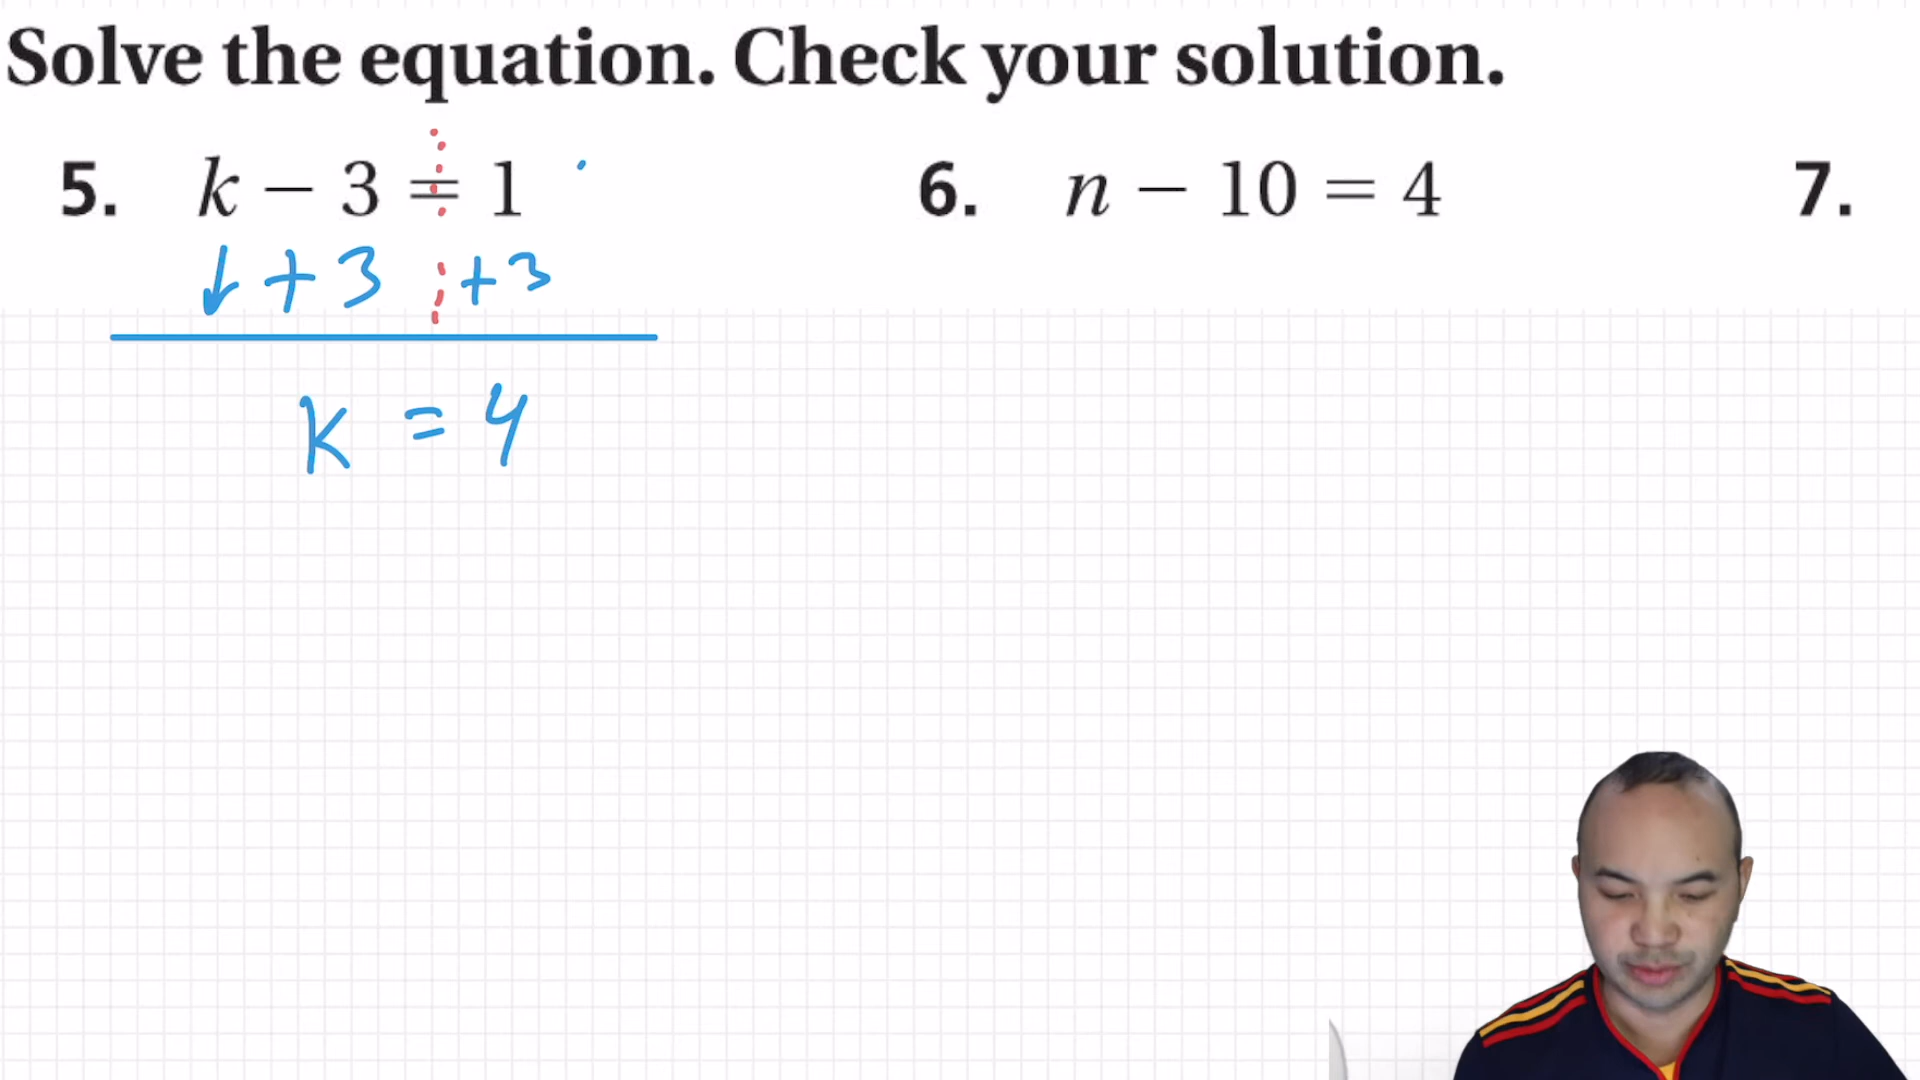 Solve the equation. Check your solution.
5. k − 3 = 1 6. n − 10 = 4 7.
↓ + 3 + 3
k = 4